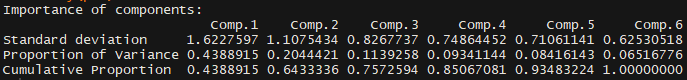 Importance of components:
Comp.1 Comp.2 Comp.3 Comp.4 Comp.5 Comp.6
Standard deviation 1.6227597 1.1075434 0.8267737 0.74864452 0.71061141 0.62530518
Proportion of Variance 0.4388915 0.2044421 0.1139258 0.09341144 0.08416143 0.06516776
Cumulative Proportion 0.4388915 0.6433336 0.7572594 0.85067081 0.93483224 1.00000000